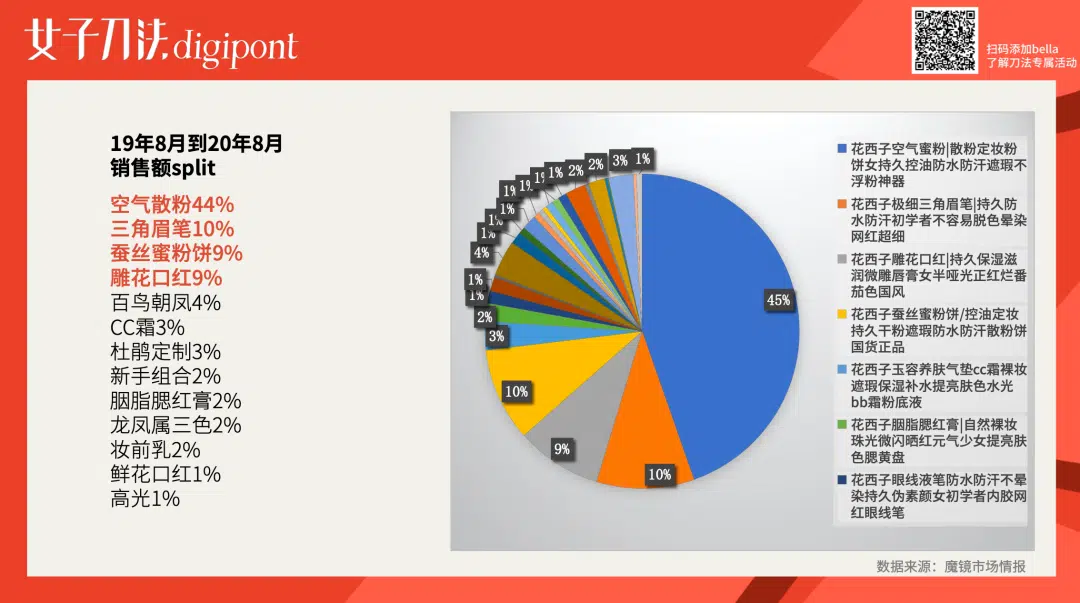 女子刀法digipont
扫码添加bella
了解刀法专属活动
19年8月到20年8月
销售额split
空气散粉44%
三角眉笔10%
蚕丝蜜粉饼9%
雕花口红9%
百鸟朝凤4%
CC霜3%
杜鹃定制3%
新手组合2%
胭脂腮红膏2%
龙凤属三色2%
妆前乳2%
鲜花口红1%
高光1%
45%
10%
9%
10%
3%
2%
1%
1%
4%
1%
1%
1%
1%
1%
1%
1%
2%
2%
3%
1%
花西子空气蜜粉|散粉定妆粉
饼女持久控油防水防汗遮瑕不
浮粉神器
花西子极细三角眉笔|持久防
水防汗初学者不容易脱色晕染
网红超细
花西子雕花口红|持久保湿滋
润微雕唇膏女半哑光正红烂番
茄色国风
花西子蚕丝蜜粉饼/控油定妆
持久干粉遮瑕防水防汗散粉饼
国货正品
花西子玉容养肤气垫cc霜裸妆
遮瑕保湿补水提亮肤色水光
bb霜粉底液
花西子胭脂腮红膏|自然裸妆
珠光微闪晒红元气少女提亮肤
色腮黄盘
花西子眼线液笔防水防汗不晕
染持久伪素颜女初学者内胶网
红眼线笔
数据来源：魔镜市场情报